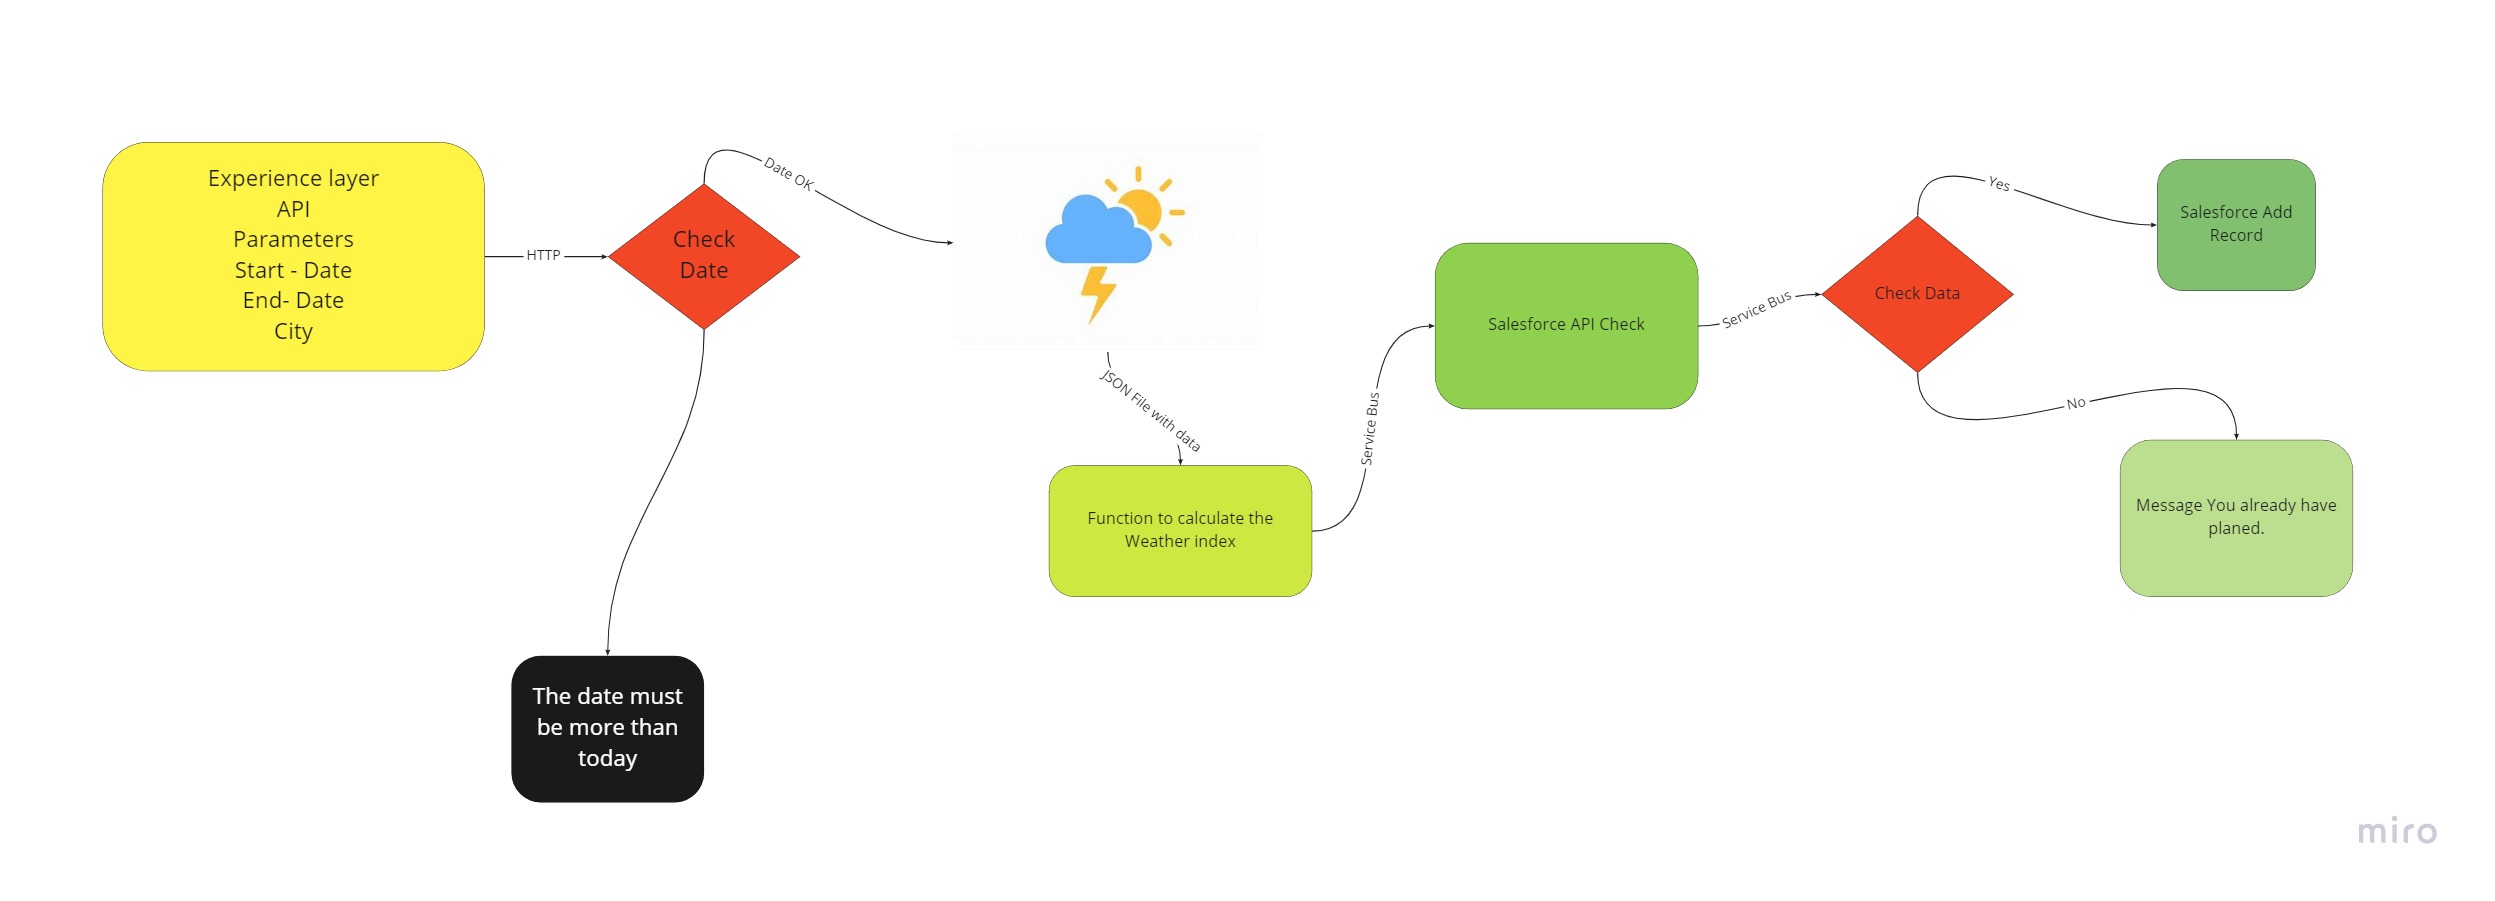 Experience layer
API
Parameters
Start - Date
End- Date
City
HTTP
Check
Date
Date OK
The date must
be more than
today
JSON File with data
Function to calculate the
Weather index
Service Bus
Salesforce API Check
Service Bus
Check Data
Yes
Salesforce Add
Record
No
Message You already have
planed.
miro